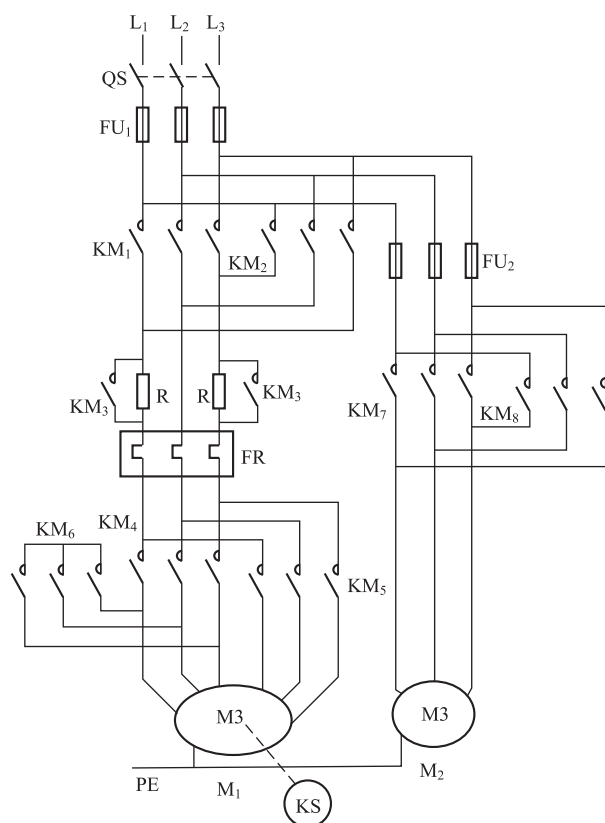 L₁ L₂ L₃
QS
FU₁
KM₁ KM₂ FU₂
KM₃ R R KM₃ KM₇ KM₈
FR
KM₆ KM₄ KM₅
M3 M3
PE M₁ KS M₂